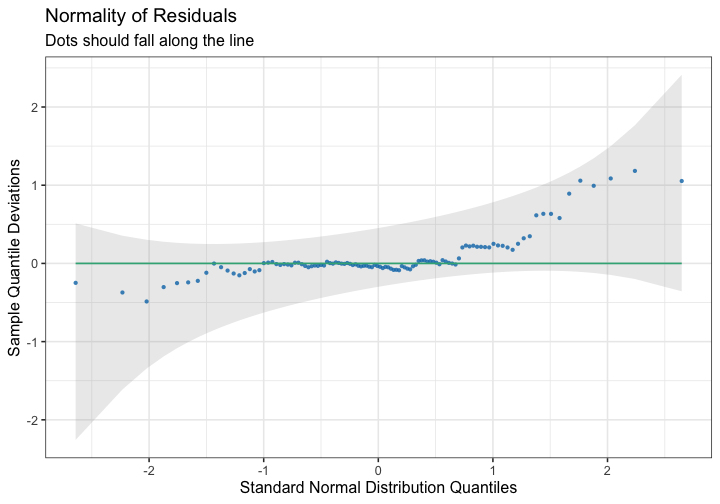 Normality of Residuals
Dots should fall along the line
Sample Quantile Deviations
2
1
0
-1
-2
-2
-1
0
1
2
Standard Normal Distribution Quantiles